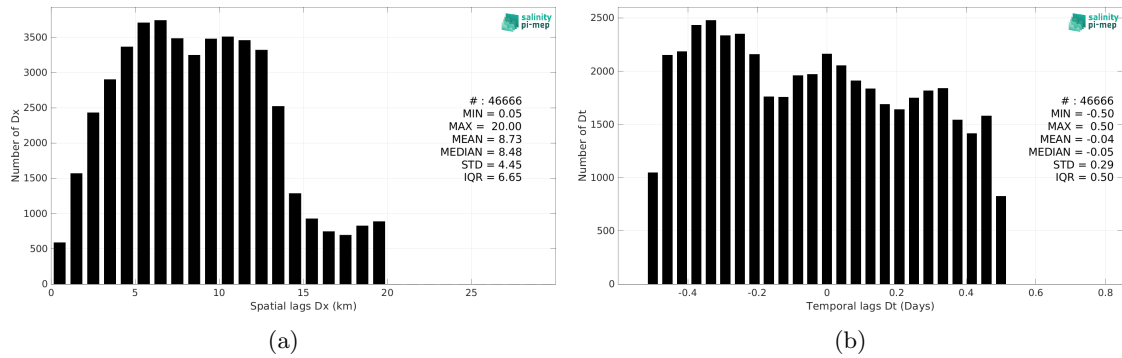 salinity
pi-mep
Number of Dx
3500
3000
2500
2000
1500
1000
500
0
# : 46666
MIN = 0.05
MAX = 20.00
MEAN = 8.73
MEDIAN = 8.48
STD = 4.45
IQR = 6.65
0 5 10 15 20 25
Spatial lags Dx (km)
(a)
salinity
pi-mep
Number of Dt
2500
2000
1500
1000
500
0
# : 46666
MIN = -0.50
MAX = 0.50
MEAN = -0.04
MEDIAN = -0.05
STD = 0.29
IQR = 0.50
-0.4 -0.2 0 0.2 0.4 0.6 0.8
Temporal lags Dt (Days)
(b)